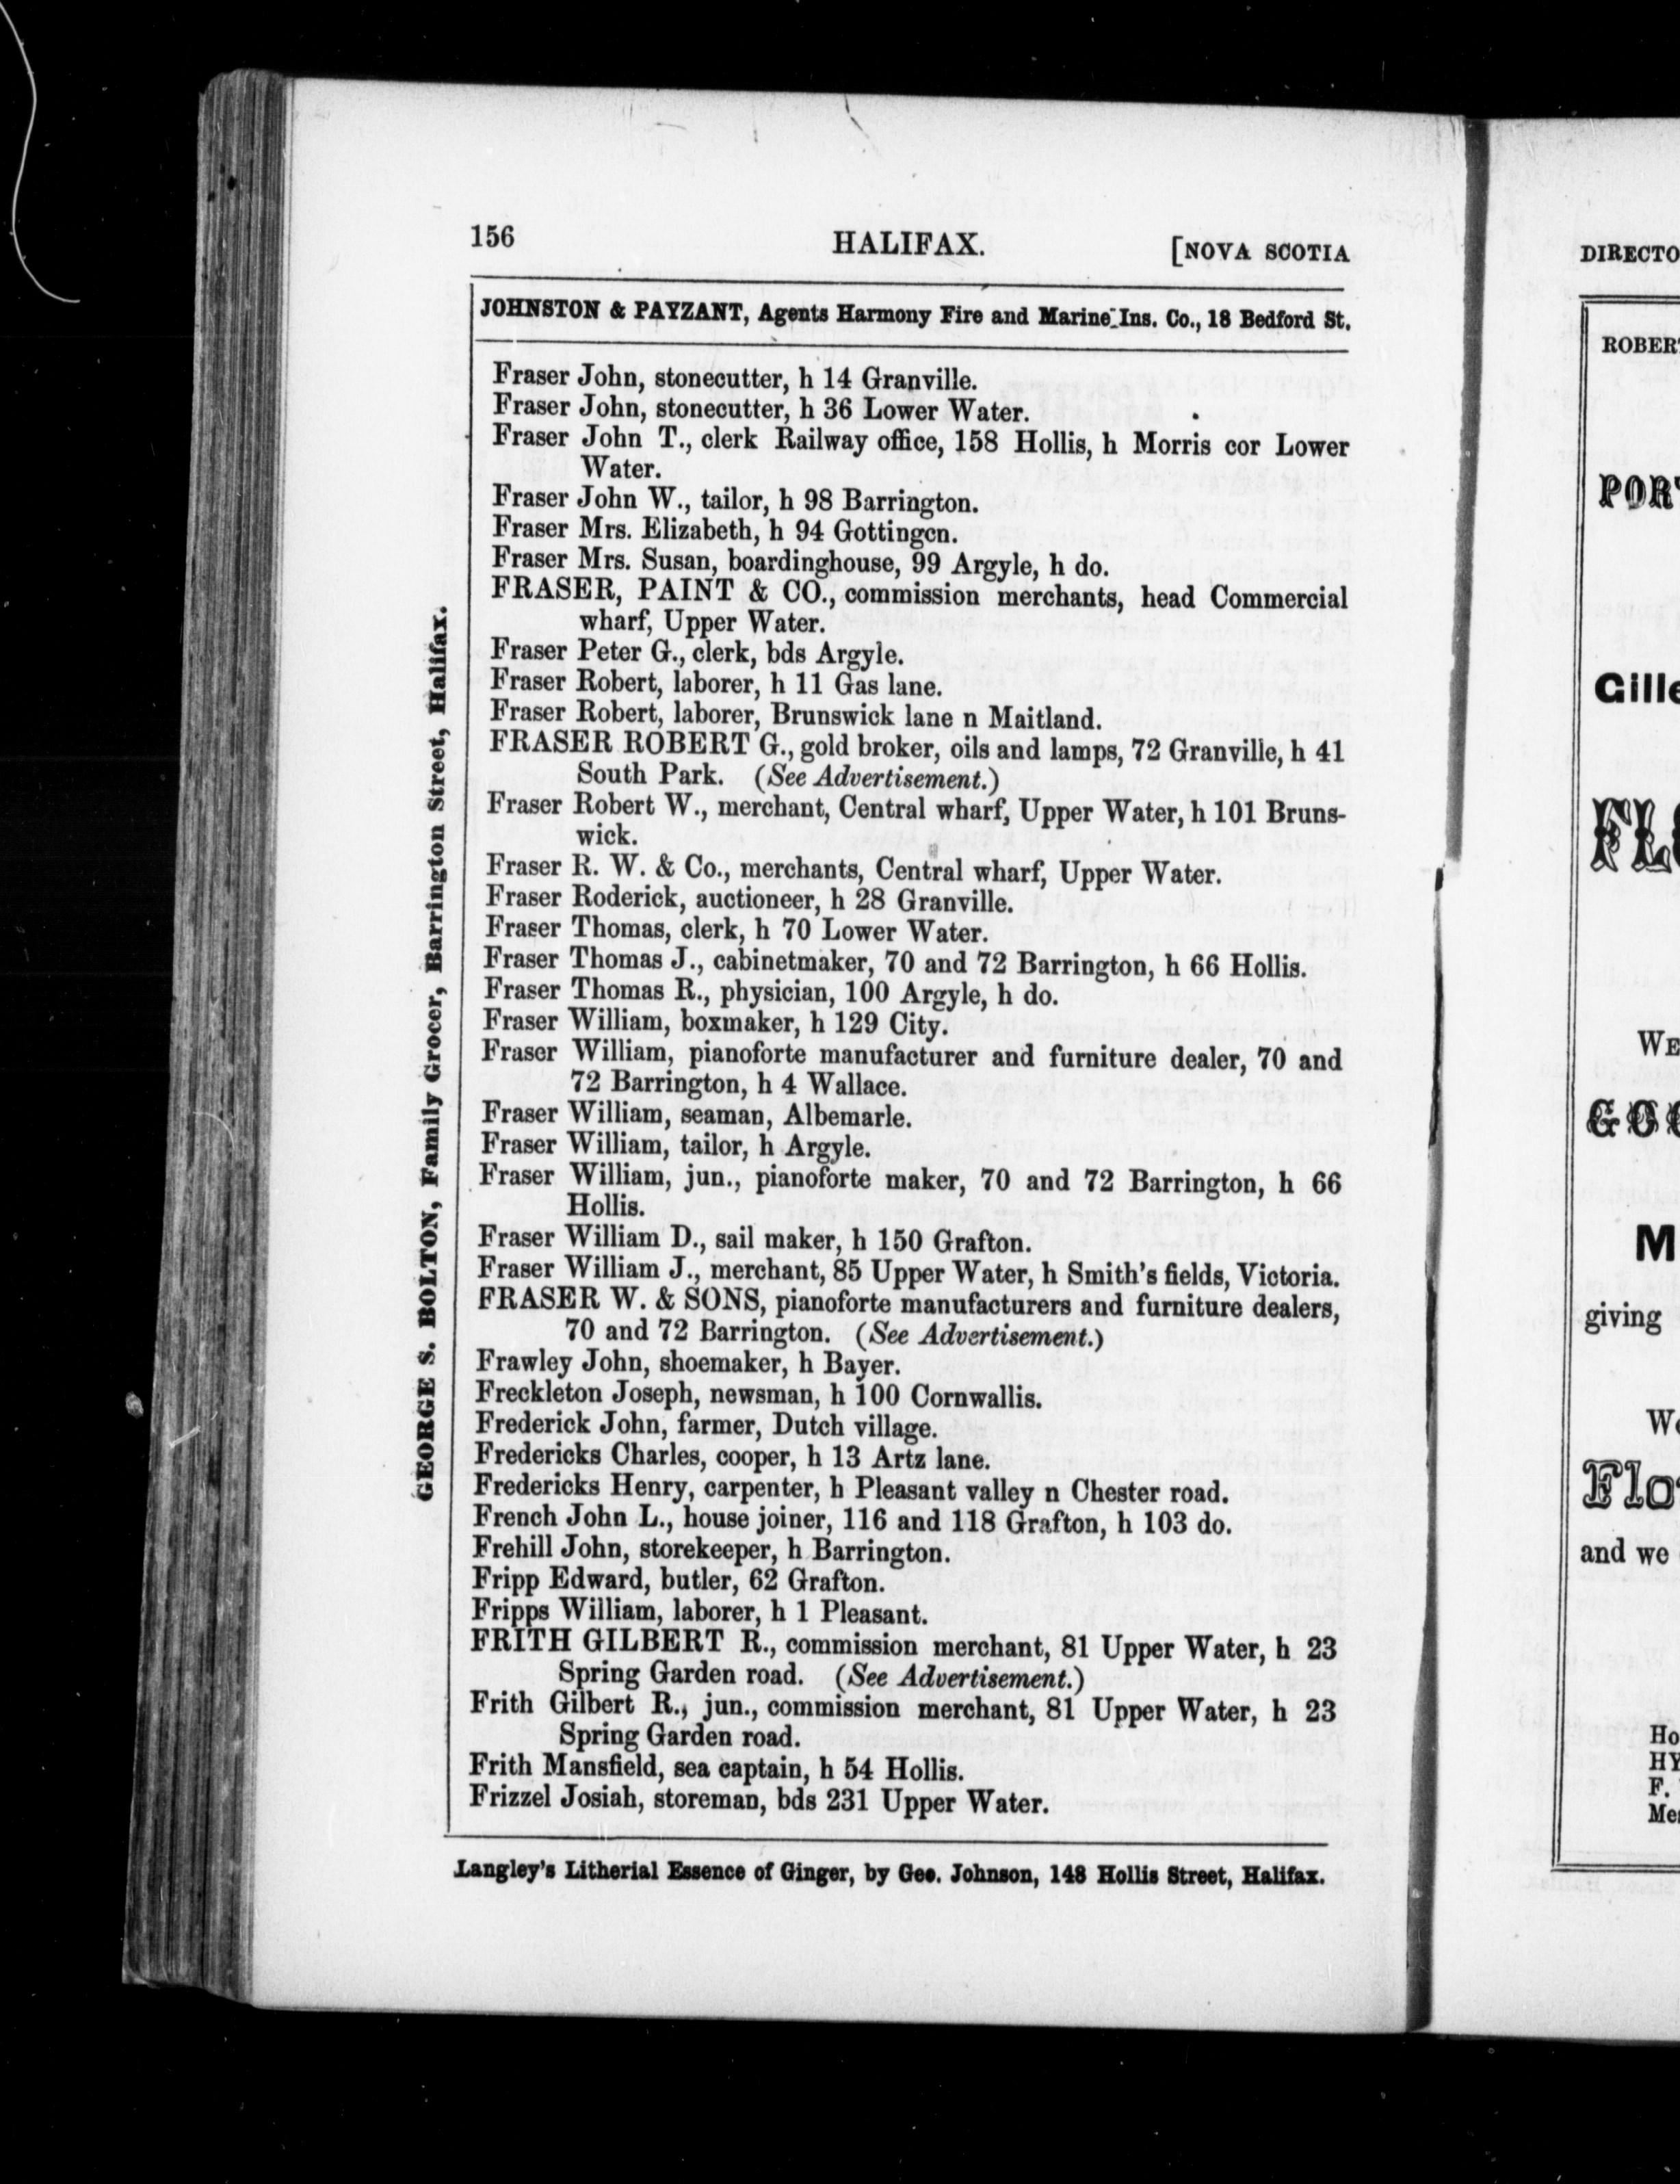 156
HALIFAX.
[NOVA SCOTIA
JOHNSTON & PAYZANT, Agents Harmony Fire and Marine Ins. Co., 18 Bedford St.
Fraser John, stonecutter, h 14 Granville.
Fraser John, stonecutter, h 36 Lower Water.
Fraser John T., clerk Railway office, 158 Hollis, h Morris cor Lower
Water.
Fraser John W., tailor, h 98 Barrington.
Fraser Mrs. Elizabeth, h 94 Gottingen.
Fraser Mrs. Susan, boardinghouse, 99 Argyle, h do.
FRASER, PAINT & CO., commission merchants, head Commercial
wharf, Upper Water.
Fraser Peter G., clerk, bds Argyle.
Fraser Robert, laborer, h 11 Gas lane.
Fraser Robert, laborer, Brunswick lane n Maitland.
FRASER ROBERT G., gold broker, oils and lamps, 72 Granville, h 41
South Park. (See Advertisement.)
Fraser Robert W., merchant, Central wharf, Upper Water, h 101 Bruns-
wick.
Fraser R. W. & Co., merchants, Central wharf, Upper Water.
Fraser Roderick, auctioneer, h 28 Granville.
Fraser Thomas, clerk, h 70 Lower Water.
Fraser Thomas J., cabinetmaker, 70 and 72 Barrington, h 66 Hollis.
Fraser Thomas R., physician, 100 Argyle, h do.
Fraser William, boxmaker, h 129 City.
Fraser William, pianoforte manufacturer and furniture dealer, 70 and
72 Barrington, h 4 Wallace.
Fraser William, seaman, Albemarle.
Fraser William, tailor, h Argyle.
Fraser William, jun., pianoforte maker, 70 and 72 Barrington, h 66
Hollis.
Fraser William D., sail maker, h 150 Grafton.
Fraser William J., merchant, 85 Upper Water, h Smith's fields, Victoria.
FRASER W. & SONS, pianoforte manufacturers and furniture dealers,
70 and 72 Barrington. (See Advertisement.)
Frawley John, shoemaker, h Bayer.
Freckleton Joseph, newsman, h 100 Cornwallis.
Frederick John, farmer, Dutch village.
Fredericks Charles, cooper, h 13 Artz lane.
Fredericks Henry, carpenter, h Pleasant valley n Chester road.
French John L., house joiner, 116 and 118 Grafton, h 103 do.
Frehill John, storekeeper, h Barrington.
Fripp Edward, butler, 62 Grafton.
Fripps William, laborer, h 1 Pleasant.
FRITH GILBERT R., commission merchant, 81 Upper Water, h 23
Spring Garden road. (See Advertisement.)
Frith Gilbert R., jun., commission merchant, 81 Upper Water, h 23
Spring Garden road.
Frith Mansfield, sea captain, h 54 Hollis.
Frizzel Josiah, storeman, bds 231 Upper Water.
Langley's Litherial Essence of Ginger, by Geo. Johnson, 148 Hollis Street, Halifax.
GEORGE S. BOLTON, Family Grocer, Barrington Street, Halifax.
DIRECTO
ROBERT
POR
Gille
FL
WE
GO
M
giving
W
Flo
and we
Ho
HY
F.
Me